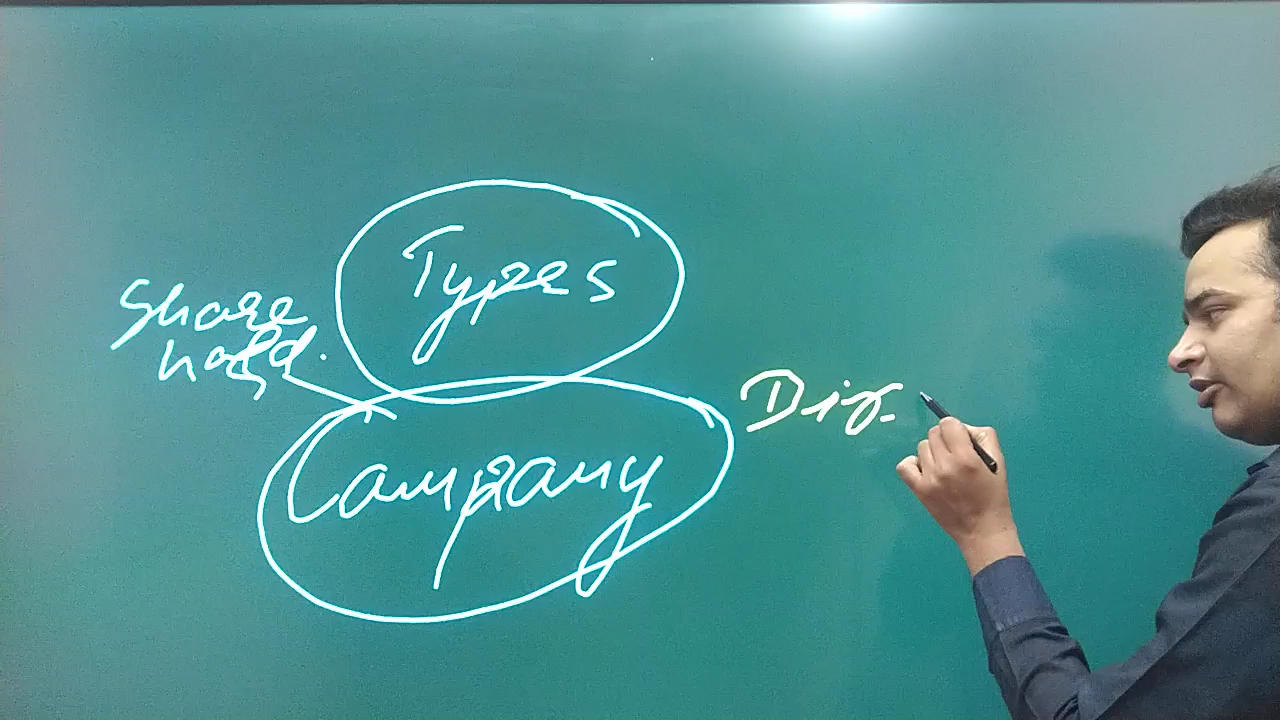 Types
Share
hold.
Company
Dir.